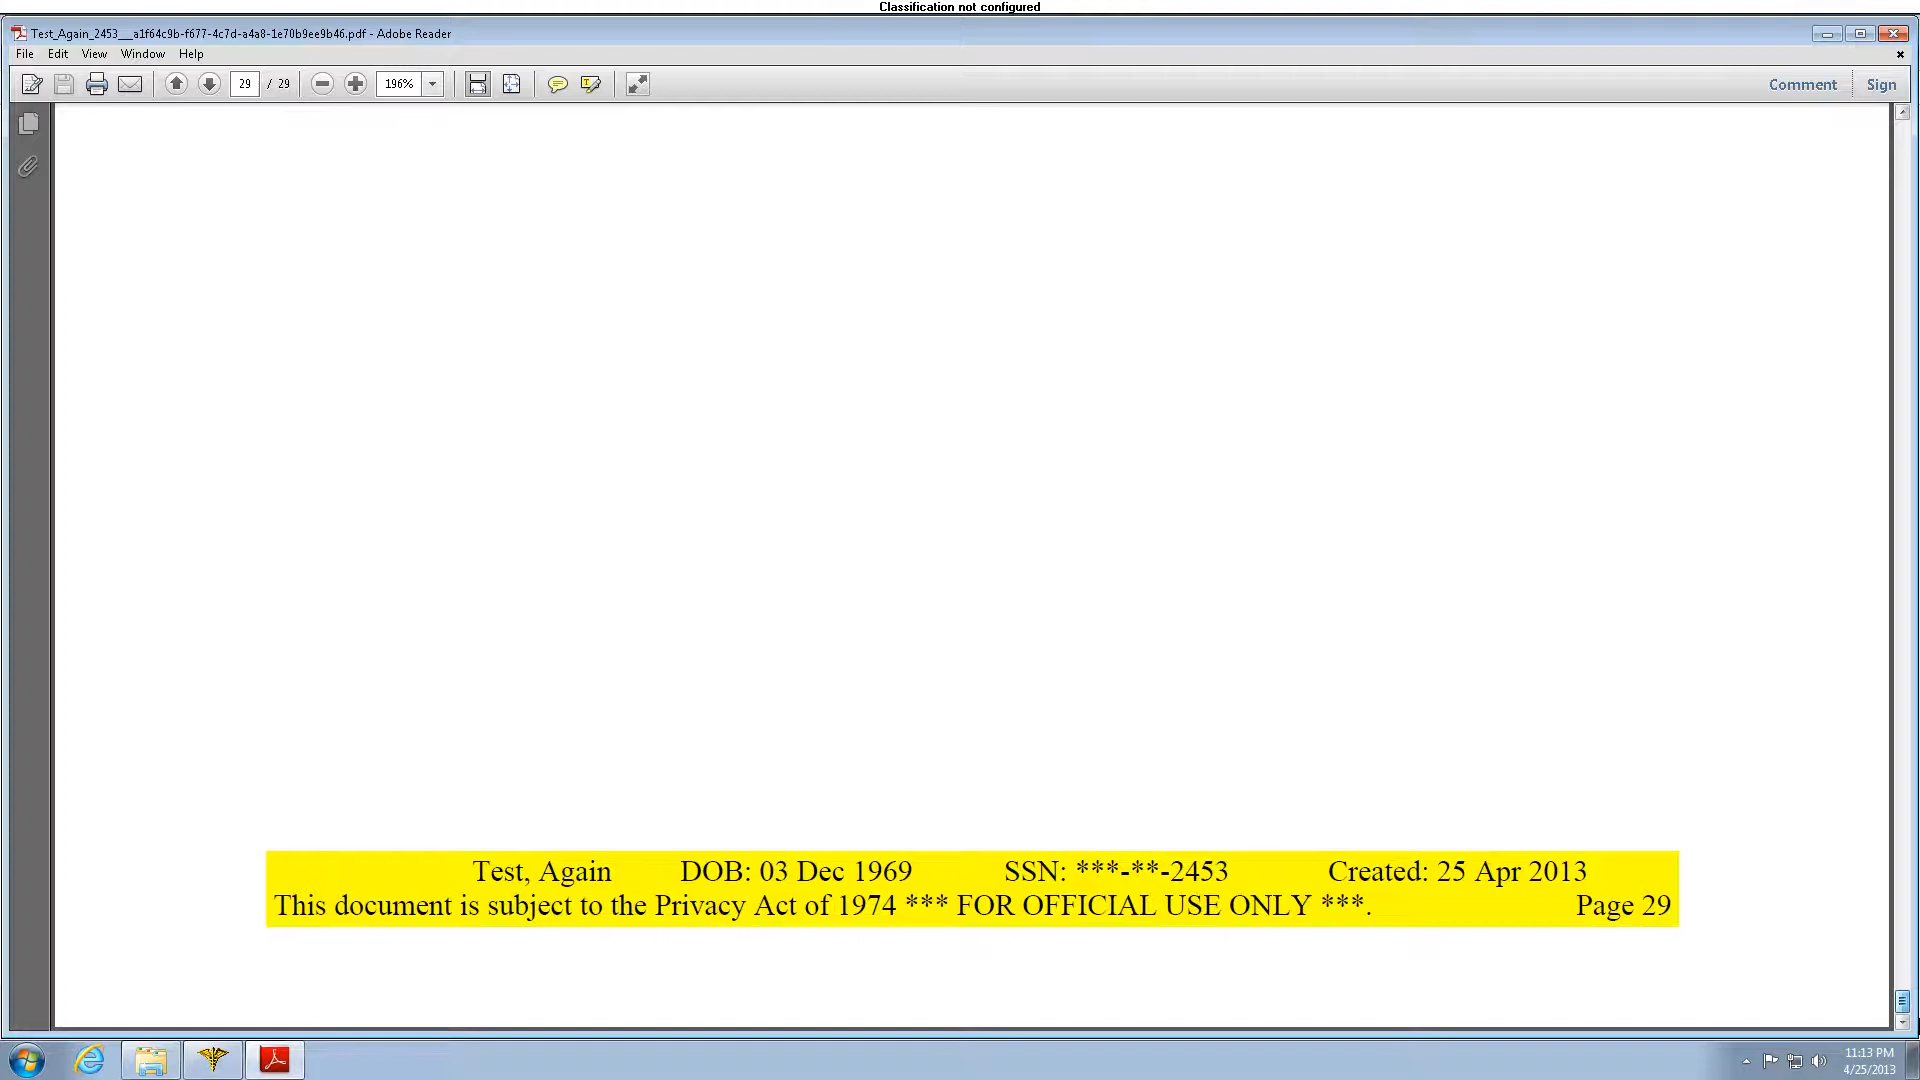 Classification not configured
Test_Again_2453___a1f64c9b-f677-4c7d-a4a8-1e70b9ee9b46.pdf - Adobe Reader
File Edit View Window Help
29 / 29 196% Comment Sign
Test, Again DOB: 03 Dec 1969 SSN: ***-**-2453 Created: 25 Apr 2013
This document is subject to the Privacy Act of 1974 *** FOR OFFICIAL USE ONLY ***. Page 29
11:13 PM
4/25/2013